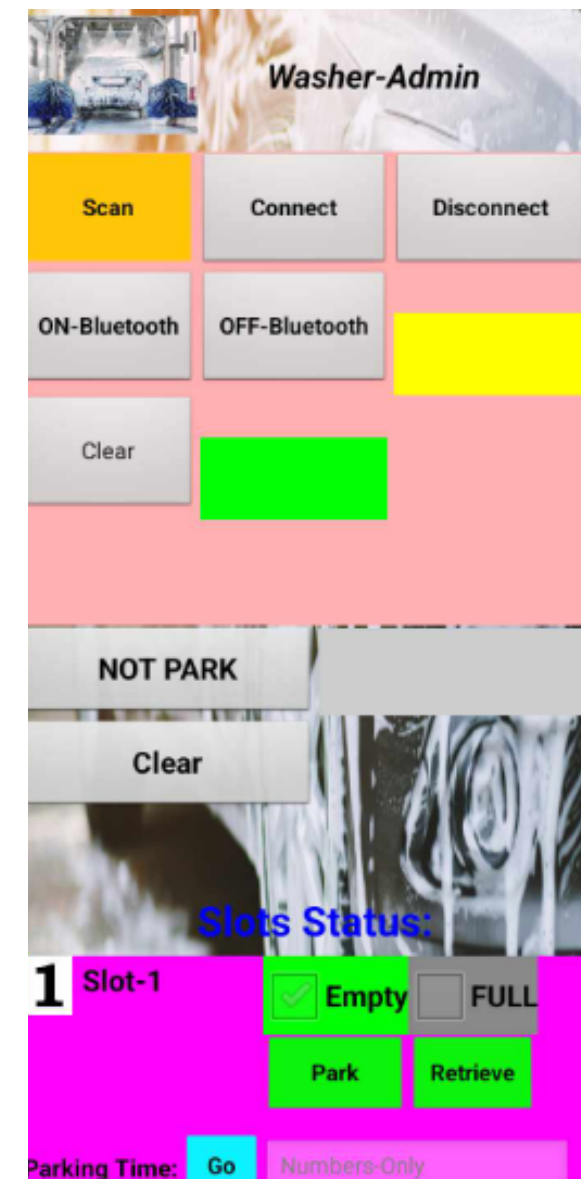 Washer-Admin
Scan Connect Disconnect
ON-Bluetooth OFF-Bluetooth
Clear
NOT PARK
Clear
Slots Status:
1 Slot-1 Empty FULL
Park Retrieve
Parking Time: Go Numbers-Only